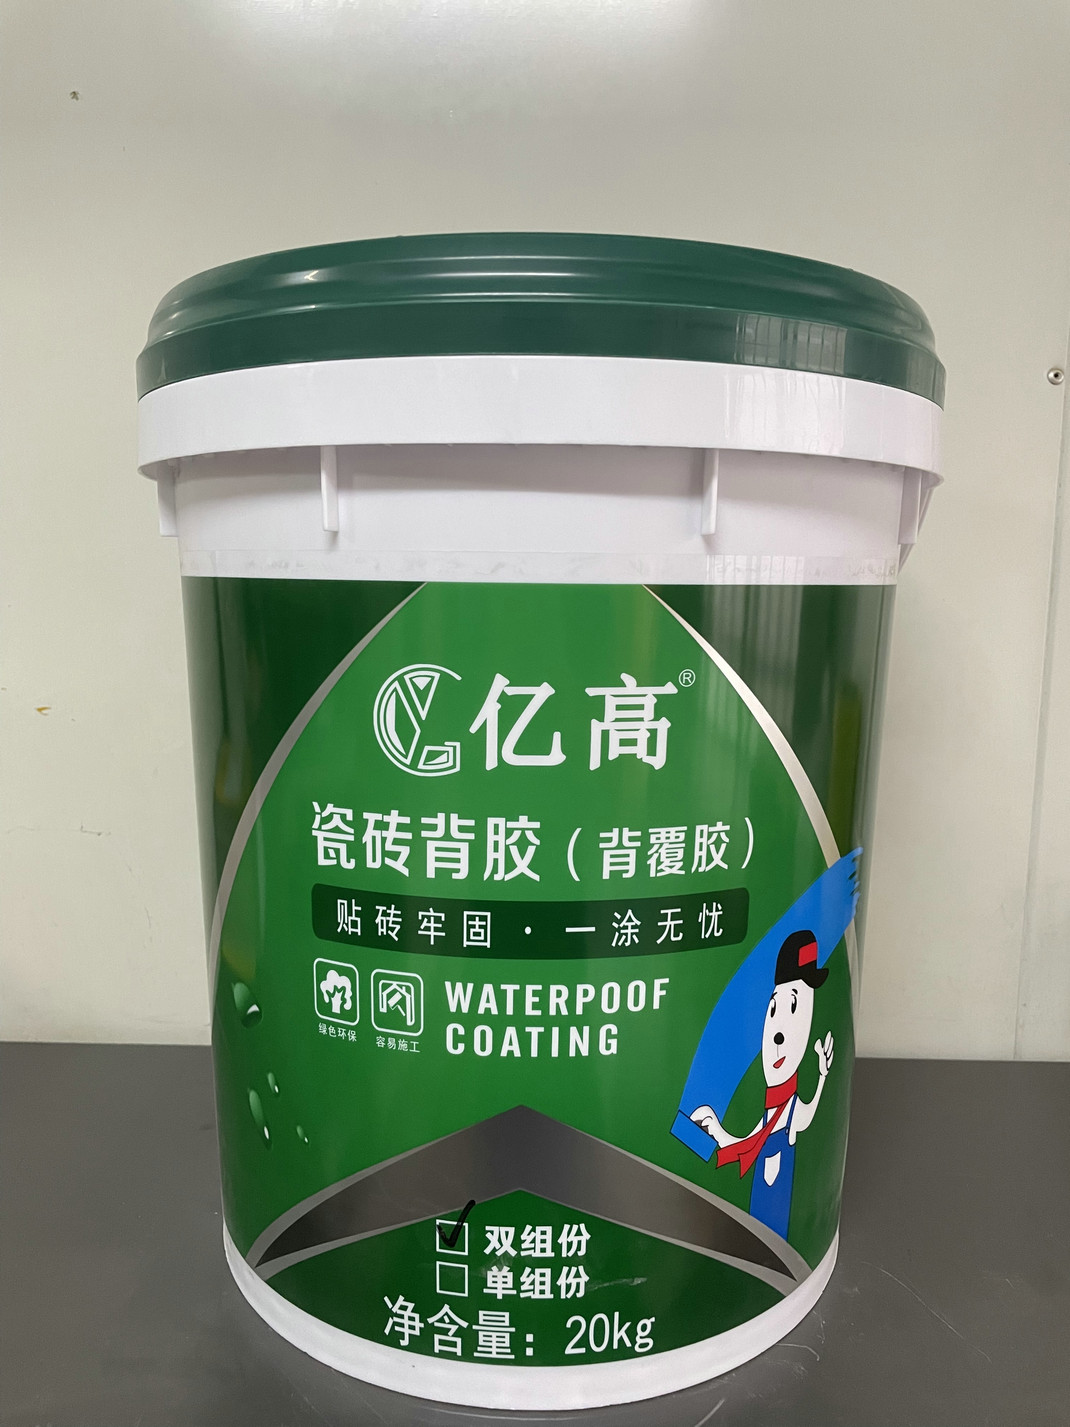 亿高®
瓷砖背胶（背覆胶）
贴砖牢固·一涂无忧
绿色环保
容易施工
WATERPOOF
COATING
双组份
单组份
净含量：20kg